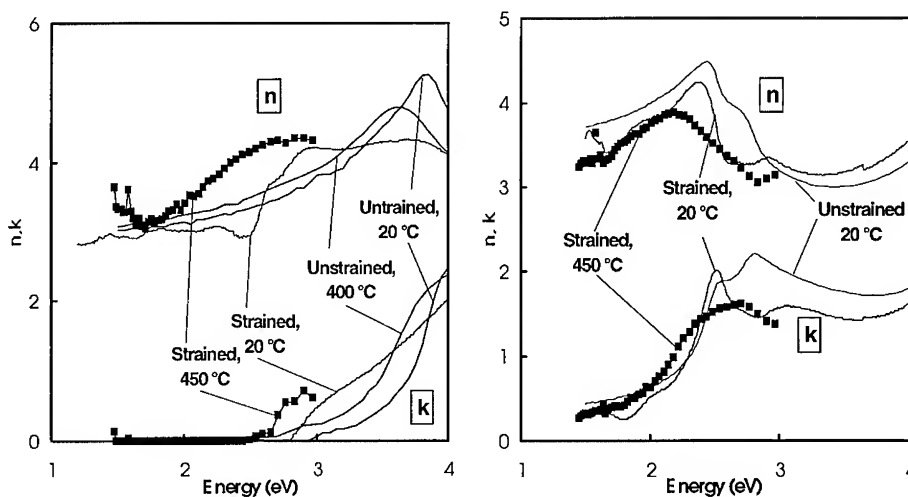 6
4
2
0
n, k
n
Untrained,
20 °C
Unstrained,
400 °C
Strained,
20 °C
Strained,
450 °C
k
1
2
3
4
Energy (eV)
5
4
3
2
1
0
n, k
n
Strained,
20 °C
Unstrained
20 °C
Strained,
450 °C
k
1
2
3
4
Energy (eV)